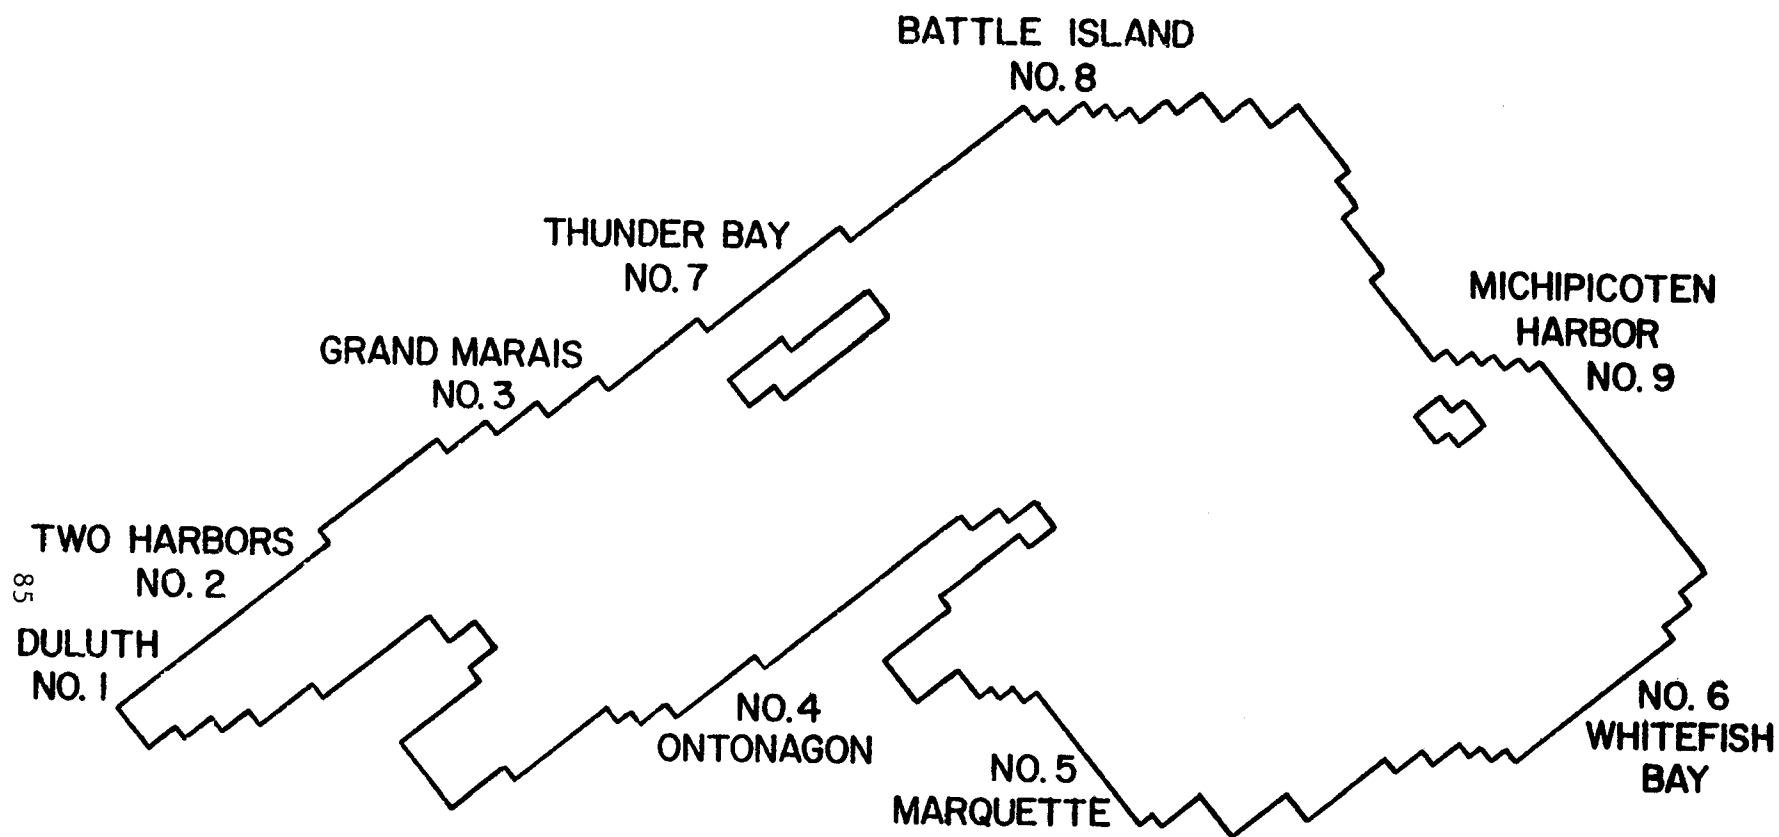 BATTLE ISLAND
NO. 8
THUNDER BAY
NO. 7
MICHIPICOTEN
HARBOR
NO. 9
GRAND MARAIS
NO. 3
TWO HARBORS
NO. 2
85
DULUTH
NO. 1
NO. 4
ONTONAGON
NO. 5
MARQUETTE
NO. 6
WHITEFISH
BAY